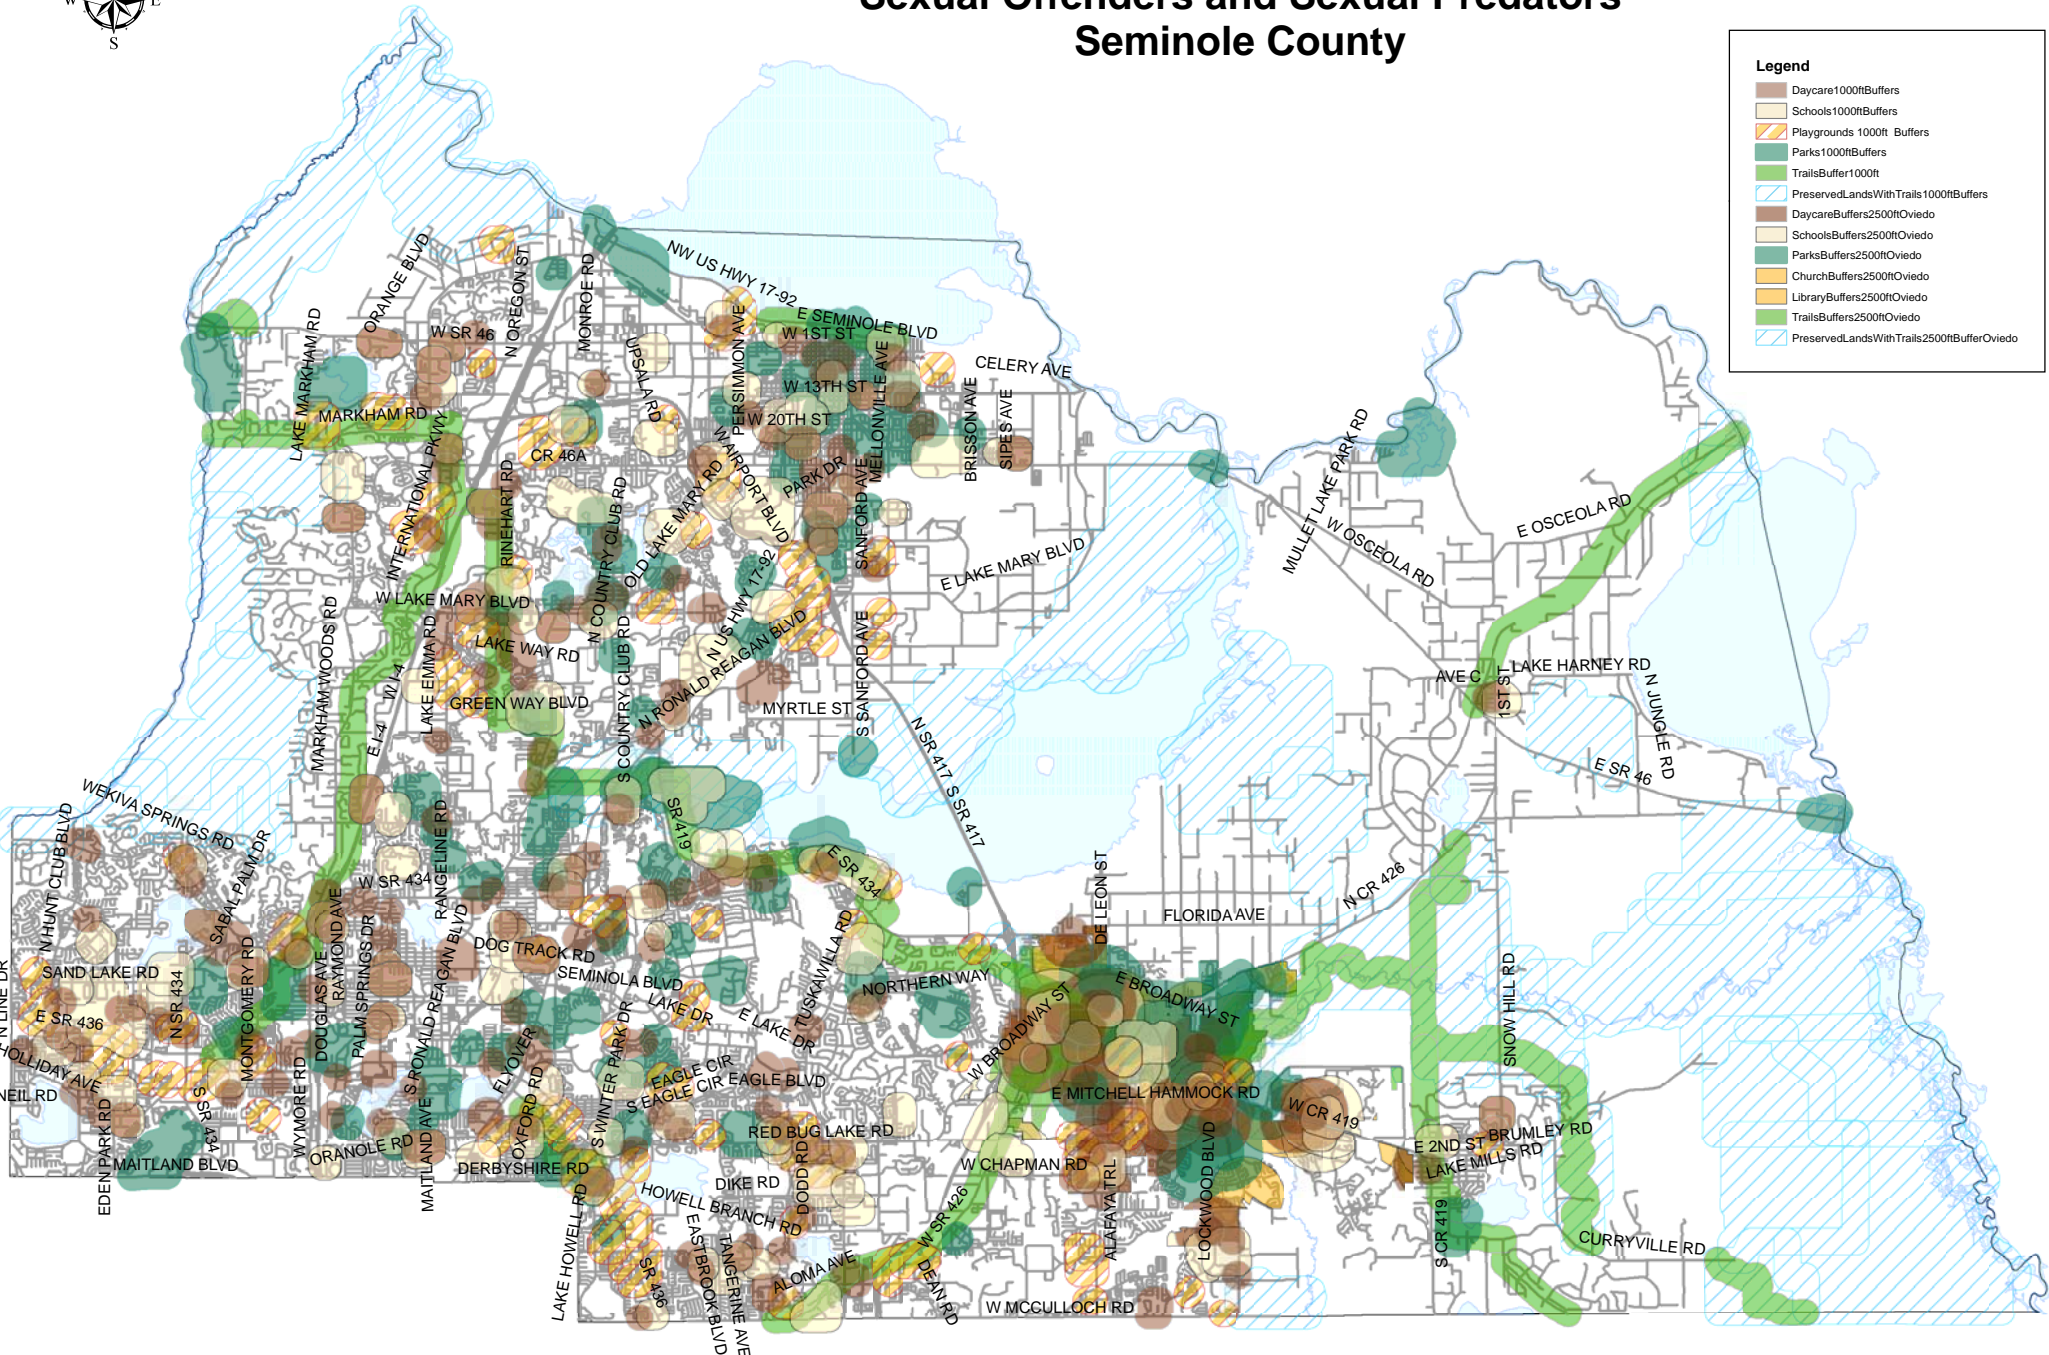 Sexual Offenders and Sexual Predators
Seminole County
W
E
S
Legend
Daycare1000ftBuffers
Schools1000ftBuffers
Playgrounds 1000ft Buffers
Parks1000ftBuffers
TrailsBuffer1000ft
PreservedLandsWithTrails1000ftBuffers
DaycareBuffers2500ftOviedo
SchoolsBuffers2500ftOviedo
ParksBuffers2500ftOviedo
ChurchBuffers2500ftOviedo
LibraryBuffers2500ftOviedo
TrailsBuffers2500ftOviedo
PreservedLandsWithTrails2500ftBufferOviedo
ORANGE BLVD
N OREGON ST
MONROE RD
NW US HWY 17-92
E SEMINOLE BLVD
W 1ST ST
LAKE MARKHAM RD
W SR 46
UPSALA RD
PERSIMMON AVE
MELLONVILLE AVE
CELERY AVE
W 13TH ST
MARKHAM RD
W 20TH ST
BRISSON AVE
SIPES AVE
MULLET LAKE PARK RD
CR 46A
INTERNATIONAL PKWY
RINEHART RD
W AIRPORT BLVD
PARK DR
SANFORD AVE
N COUNTRY CLUB RD
OLD LAKE MARY RD
W OSCEOLA RD
E OSCEOLA RD
E LAKE MARY BLVD
W LAKE MARY BLVD
N US HWY 17-92
MARKHAM WOODS RD
LAKE EMMA RD
LAKE WAY RD
N RONALD REAGAN BLVD
S SANFORD AVE
W I-4
E I-4
GREEN WAY BLVD
S COUNTRY CLUB RD
MYRTLE ST
AVE C
1ST ST
LAKE HARNEY RD
N JUNGLE RD
E SR 46
N SR 417
S SR 417
WEKIVA SPRINGS RD
N HUNT CLUB BLVD
SABAL PALM DR
RANGELINE RD
SR 419
E SR 434
W SR 434
DE LEON ST
N CR 426
FLORIDA AVE
RAYMOND AVE
PALM SPRINGS DR
DOG TRACK RD
SEMINOLA BLVD
LAKE DR
E LAKE DR
TUSKAWILLA RD
NORTHERN WAY
E BROADWAY ST
W BROADWAY ST
SNOW HILL RD
SAND LAKE RD
N SR 434
MONTGOMERY RD
DOUGLAS AVE
S RONALD REAGAN BLVD
E SR 436
HOLLIDAY AVE
NEIL RD
EDEN PARK RD
S SR 434
WYMORE RD
MAITLAND AVE
FLYOVER
OXFORD RD
S WINTER PARK DR
EAGLE CIR
S EAGLE CIR
EAGLE BLVD
E MITCHELL HAMMOCK RD
W CR 419
RED BUG LAKE RD
E 2ND ST
BRUMLEY RD
LAKE MILLS RD
MAITLAND BLVD
ORANOLE RD
DERBYSHIRE RD
DIKE RD
DODD RD
W CHAPMAN RD
ALAFAYA TRL
LOCKWOOD BLVD
HOWELL BRANCH RD
W SR 426
LAKE HOWELL RD
SR 436
EASTBROOK BLVD
TANGERINE AVE
ALOMA AVE
DEAN RD
W MCCULLOCH RD
S CR 419
CURRYVILLE RD